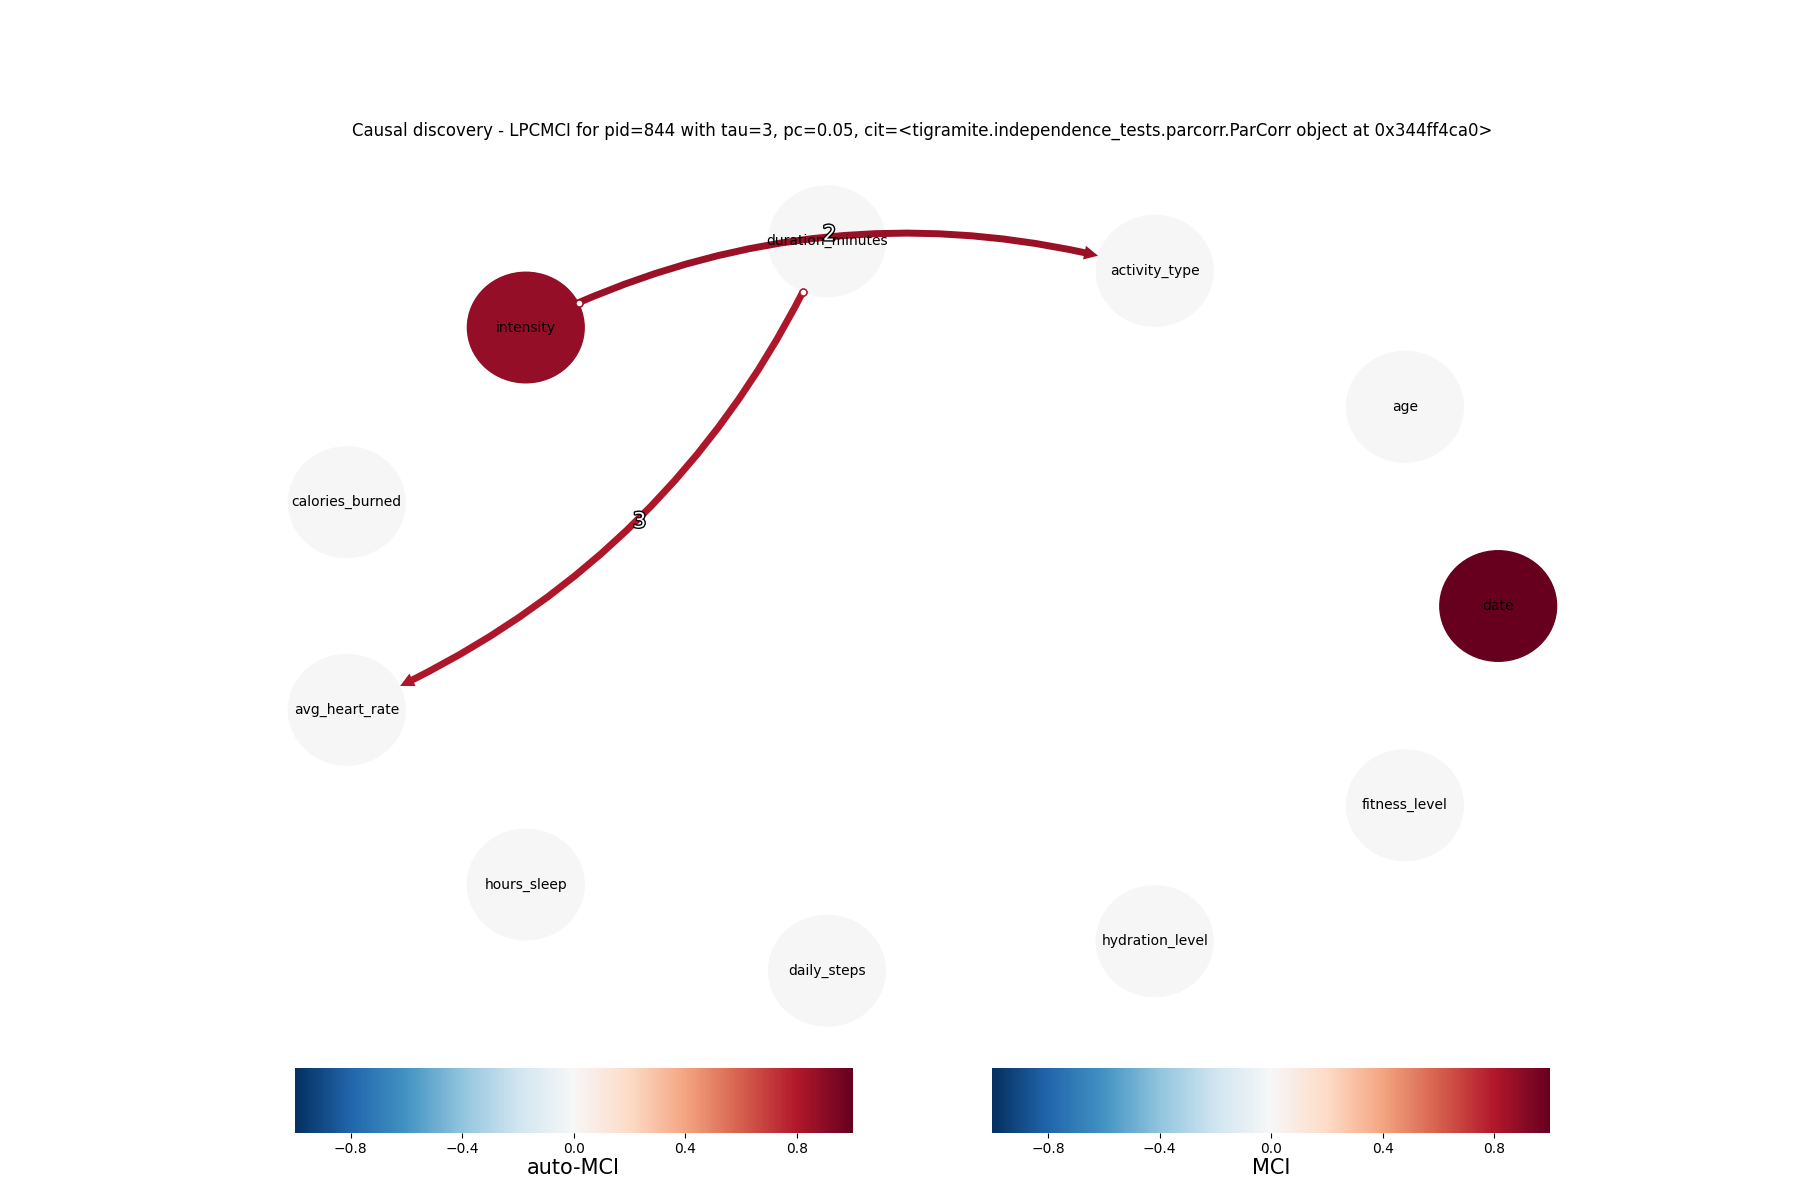 Causal discovery - LPCMCI for pid=844 with tau=3, pc=0.05, cit=<tigramite.independence_tests.parcorr.ParCorr object at 0x344ff4ca0>
2
duration_minutes
activity_type
intensity
age
calories_burned
3
date
avg_heart_rate
fitness_level
hours_sleep
hydration_level
daily_steps
−0.8 −0.4 0.0 0.4 0.8
auto-MCI
−0.8 −0.4 0.0 0.4 0.8
MCI